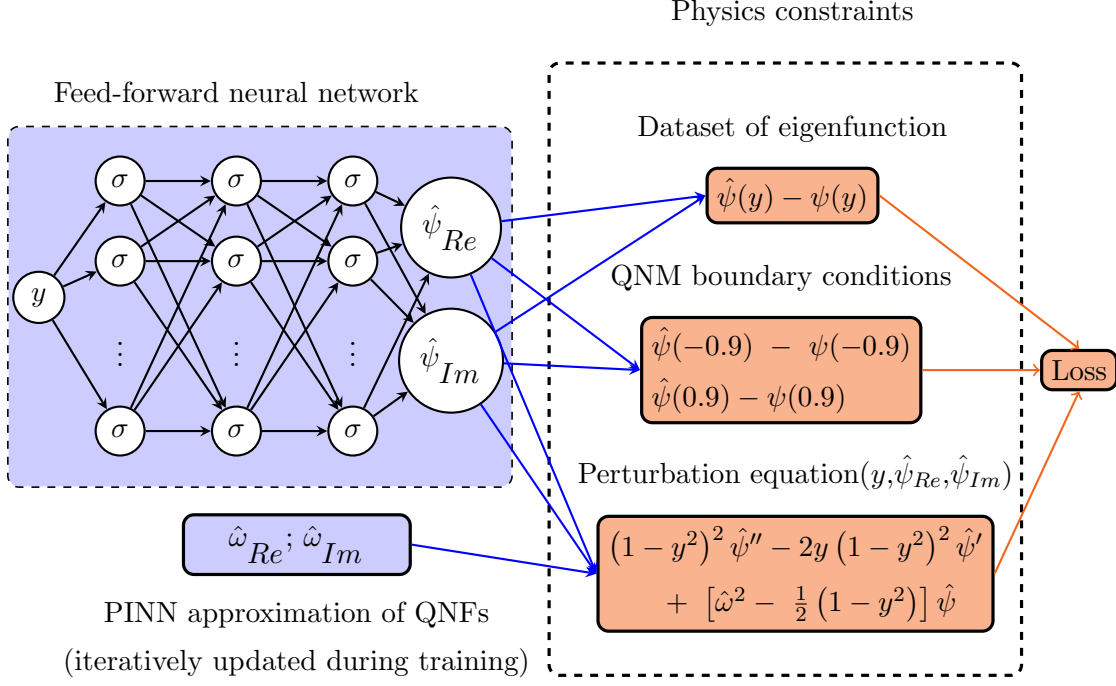 Physics constraints
Feed-forward neural network
Dataset of eigenfunction
σ σ σ
ψ̂(y) − ψ(y)
ψ̂_Re
σ σ σ
QNM boundary conditions
y
⋮ ⋮ ⋮
ψ̂_Im
ψ̂(−0.9) − ψ(−0.9)
ψ̂(0.9) − ψ(0.9)
Loss
σ σ σ
Perturbation equation(y,ψ̂_Re,ψ̂_Im)
ω̂_Re; ω̂_Im
(1 − y²)² ψ̂″ − 2y (1 − y²)² ψ̂′
+ [ω̂² − ½ (1 − y²)] ψ̂
PINN approximation of QNFs
(iteratively updated during training)